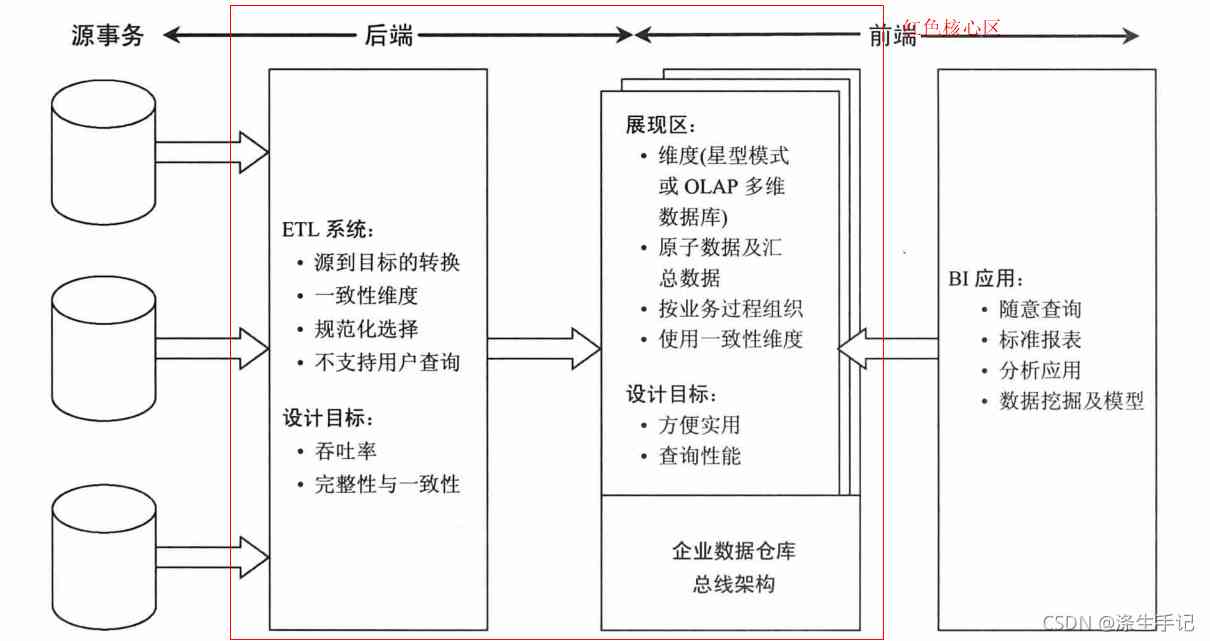 源事务
后端
前端
红色核心区
ETL 系统：
• 源到目标的转换
• 一致性维度
• 规范化选择
• 不支持用户查询
设计目标：
• 吞吐率
• 完整性与一致性
展现区：
• 维度(星型模式
或 OLAP 多维
数据库)
• 原子数据及汇
总数据
• 按业务过程组织
• 使用一致性维度
设计目标：
• 方便实用
• 查询性能
企业数据仓库
总线架构
BI 应用：
• 随意查询
• 标准报表
• 分析应用
• 数据挖掘及模型
CSDN @涤生手记